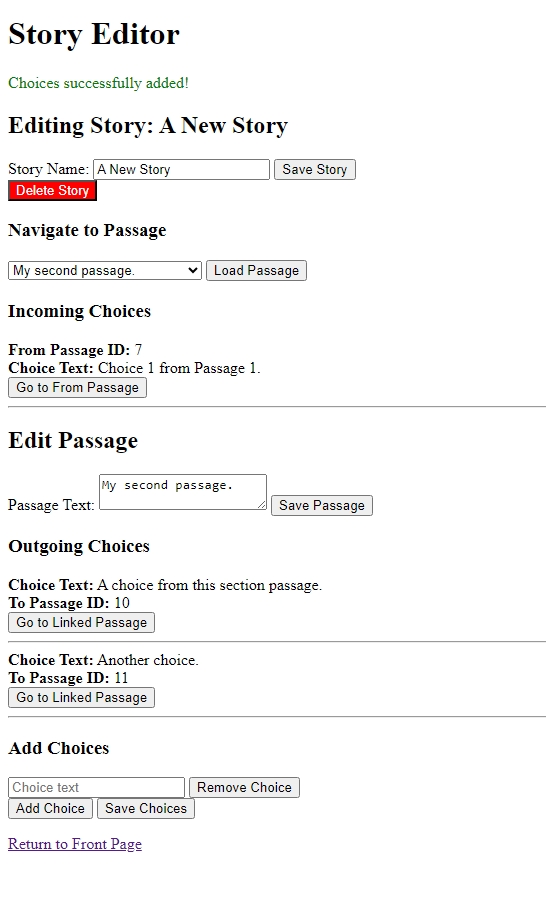 Story Editor
Choices successfully added!
Editing Story: A New Story
Story Name: A New Story Save Story
Delete Story
Navigate to Passage
My second passage. Load Passage
Incoming Choices
From Passage ID: 7
Choice Text: Choice 1 from Passage 1.
Go to From Passage
Edit Passage
Passage Text: My second passage. Save Passage
Outgoing Choices
Choice Text: A choice from this section passage.
To Passage ID: 10
Go to Linked Passage
Choice Text: Another choice.
To Passage ID: 11
Go to Linked Passage
Add Choices
Choice text Remove Choice
Add Choice Save Choices
Return to Front Page